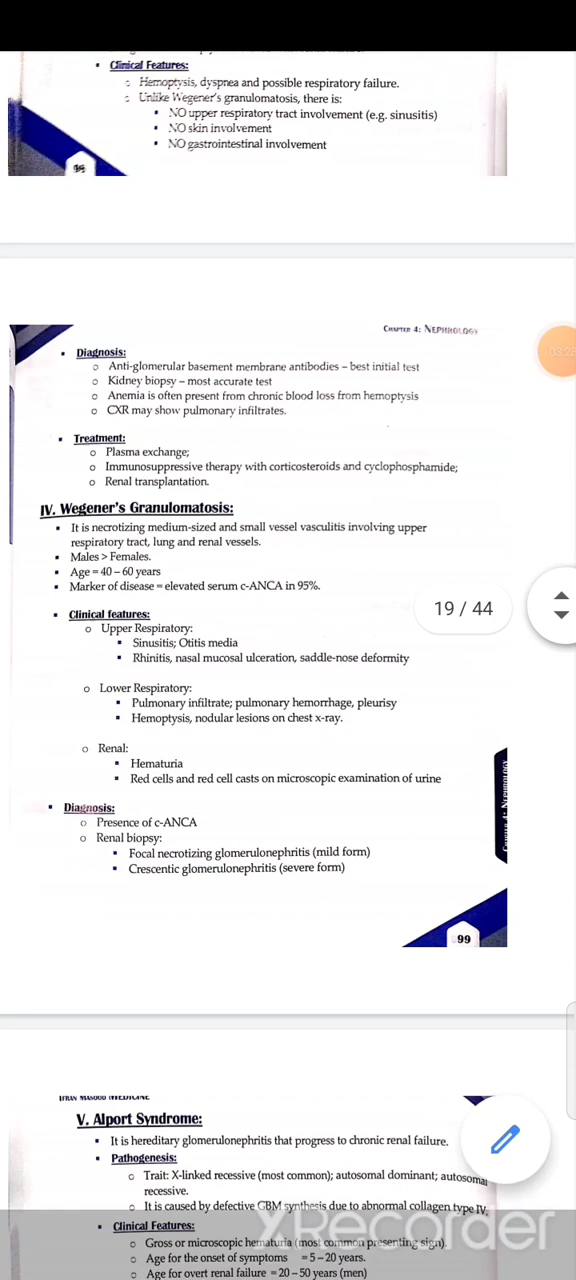 Clinical Features:
Hemoptysis, dyspnea and possible respiratory failure.
Unlike Wegener's granulomatosis, there is:
NO upper respiratory tract involvement (e.g. sinusitis)
NO skin involvement
NO gastrointestinal involvement
CHAPTER 4: NEPHROLOGY
Diagnosis:
Anti-glomerular basement membrane antibodies – best initial test
Kidney biopsy – most accurate test
Anemia is often present from chronic blood loss from hemoptysis
CXR may show pulmonary infiltrates.
03:28
Treatment:
Plasma exchange;
Immunosuppressive therapy with corticosteroids and cyclophosphamide;
Renal transplantation.
IV. Wegener's Granulomatosis:
It is necrotizing medium-sized and small vessel vasculitis involving upper
respiratory tract, lung and renal vessels.
Males > Females.
Age = 40 – 60 years
Marker of disease = elevated serum c-ANCA in 95%.
19 / 44
Clinical features:
Upper Respiratory:
Sinusitis; Otitis media
Rhinitis, nasal mucosal ulceration, saddle-nose deformity
Lower Respiratory:
Pulmonary infiltrate; pulmonary hemorrhage, pleurisy
Hemoptysis, nodular lesions on chest x-ray.
Renal:
Hematuria
Red cells and red cell casts on microscopic examination of urine
CHAPTER 4: NEPHROLOGY
Diagnosis:
Presence of c-ANCA
Renal biopsy:
Focal necrotizing glomerulonephritis (mild form)
Crescentic glomerulonephritis (severe form)
99
IRFAN MASOOD MEDICINE
V. Alport Syndrome:
It is hereditary glomerulonephritis that progress to chronic renal failure.
Pathogenesis:
Trait: X-linked recessive (most common); autosomal dominant; autosomal
recessive.
It is caused by defective GBM synthesis due to abnormal collagen type IV.
XRecorder
Clinical Features:
Gross or microscopic hematuria (most common presenting sign).
Age for the onset of symptoms = 5 – 20 years.
Age for overt renal failure = 20 – 50 years (men)